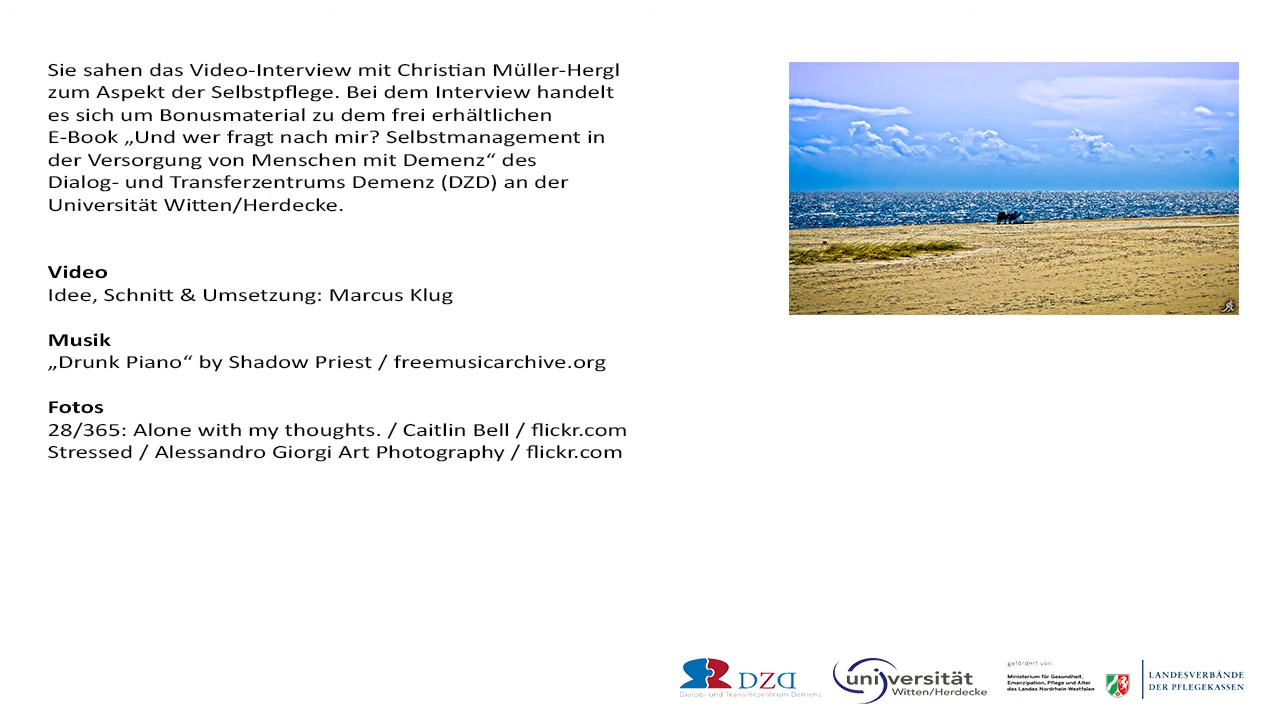 Sie sahen das Video-Interview mit Christian Müller-Hergl
zum Aspekt der Selbstpflege. Bei dem Interview handelt
es sich um Bonusmaterial zu dem frei erhältlichen
E-Book „Und wer fragt nach mir? Selbstmanagement in
der Versorgung von Menschen mit Demenz“ des
Dialog- und Transferzentrums Demenz (DZD) an der
Universität Witten/Herdecke.
Video
Idee, Schnitt & Umsetzung: Marcus Klug
Musik
„Drunk Piano“ by Shadow Priest / freemusicarchive.org
Fotos
28/365: Alone with my thoughts. / Caitlin Bell / flickr.com
Stressed / Alessandro Giorgi Art Photography / flickr.com
DZD
Dialog- und Transferzentrum Demenz
universität
Witten/Herdecke
gefördert von:
Ministerium für Gesundheit,
Emanzipation, Pflege und Alter
des Landes Nordrhein-Westfalen
LANDESVERBÄNDE
DER PFLEGEKASSEN